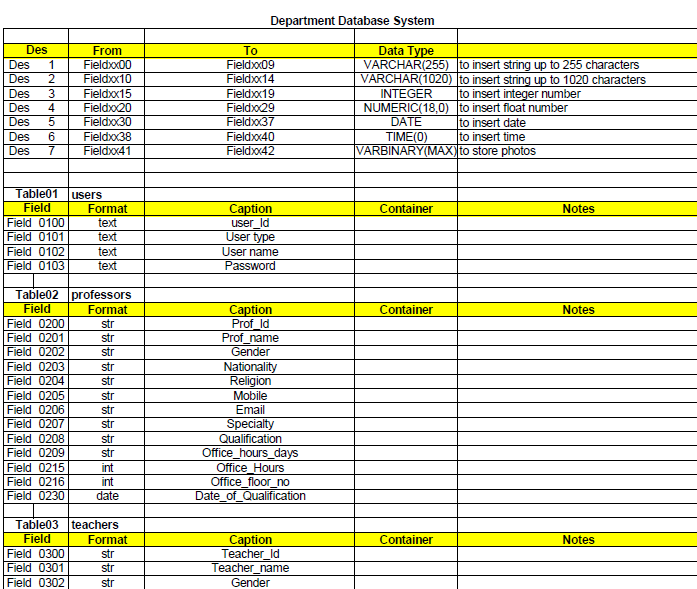 Department Database System
Des From To Data Type
Des 1 Fieldxx00 Fieldxx09 VARCHAR(255) to insert string up to 255 characters
Des 2 Fieldxx10 Fieldxx14 VARCHAR(1020) to insert string up to 1020 characters
Des 3 Fieldxx15 Fieldxx19 INTEGER to insert integer number
Des 4 Fieldxx20 Fieldxx29 NUMERIC(18,0) to insert float number
Des 5 Fieldxx30 Fieldxx37 DATE to insert date
Des 6 Fieldxx38 Fieldxx40 TIME(0) to insert time
Des 7 Fieldxx41 Fieldxx42 VARBINARY(MAX) to store photos
Table01 users
Field Format Caption Container Notes
Field 0100 text user_Id
Field 0101 text User type
Field 0102 text User name
Field 0103 text Password
Table02 professors
Field Format Caption Container Notes
Field 0200 str Prof_Id
Field 0201 str Prof_name
Field 0202 str Gender
Field 0203 str Nationality
Field 0204 str Religion
Field 0205 str Mobile
Field 0206 str Email
Field 0207 str Specialty
Field 0208 str Qualification
Field 0209 str Office_hours_days
Field 0215 int Office_Hours
Field 0216 int Office_floor_no
Field 0230 date Date_of_Qualification
Table03 teachers
Field Format Caption Container Notes
Field 0300 str Teacher_Id
Field 0301 str Teacher_name
Field 0302 str Gender